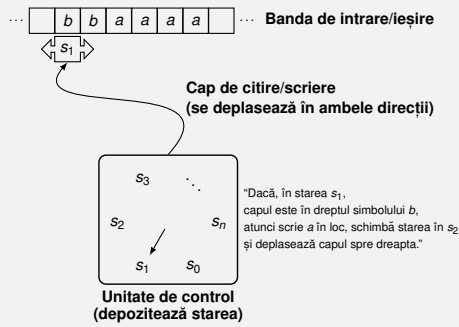 ··· b b a a a a ··· Banda de intrare/ieșire
s1
Cap de citire/scriere
(se deplasează în ambele direcții)
s3 ⋱
s2 sn
s1 s0
“Dacă, în starea s1,
capul este în dreptul simbolului b,
atunci scrie a în loc, schimbă starea în s2
și deplasează capul spre dreapta.”
Unitate de control
(depozitează starea)